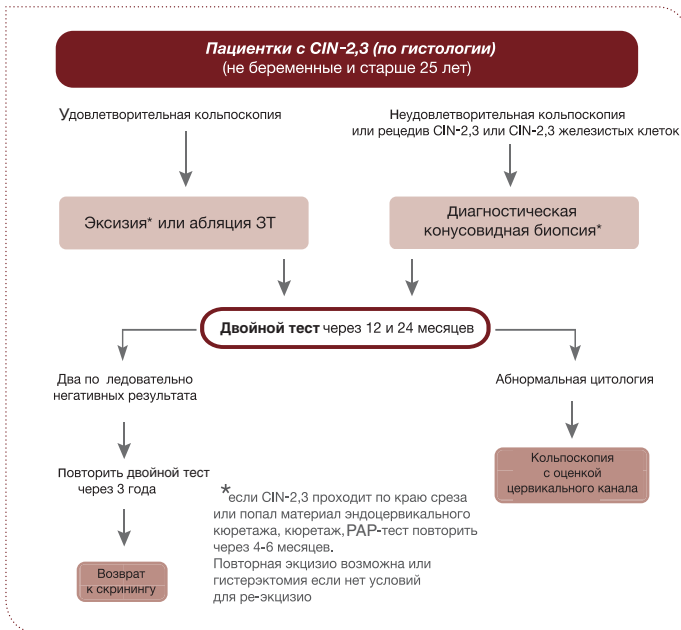 Пациентки с CIN-2,3 (по гистологии)
(не беременные и старше 25 лет)
Удовлетворительная кольпоскопия
Неудовлетворительная кольпоскопия
или рецедив CIN-2,3 или CIN-2,3 железистых клеток
Эксизия* или абляция ЗТ
Диагностическая
конусовидная биопсия*
Двойной тест через 12 и 24 месяцев
Два по ледовательно
негативных результата
Абнормальная цитология
Повторить двойной тест
через 3 года
Кольпоскопия
с оценкой
цервикального канала
*если CIN-2,3 проходит по краю среза
или попал материал эндоцервикального
кюретажа, кюретаж, PAP-тест повторить
через 4-6 месяцев.
Повторная экцизио возможна или
гистерэктомия если нет условий
для ре-экцизио
Возврат
к скринингу